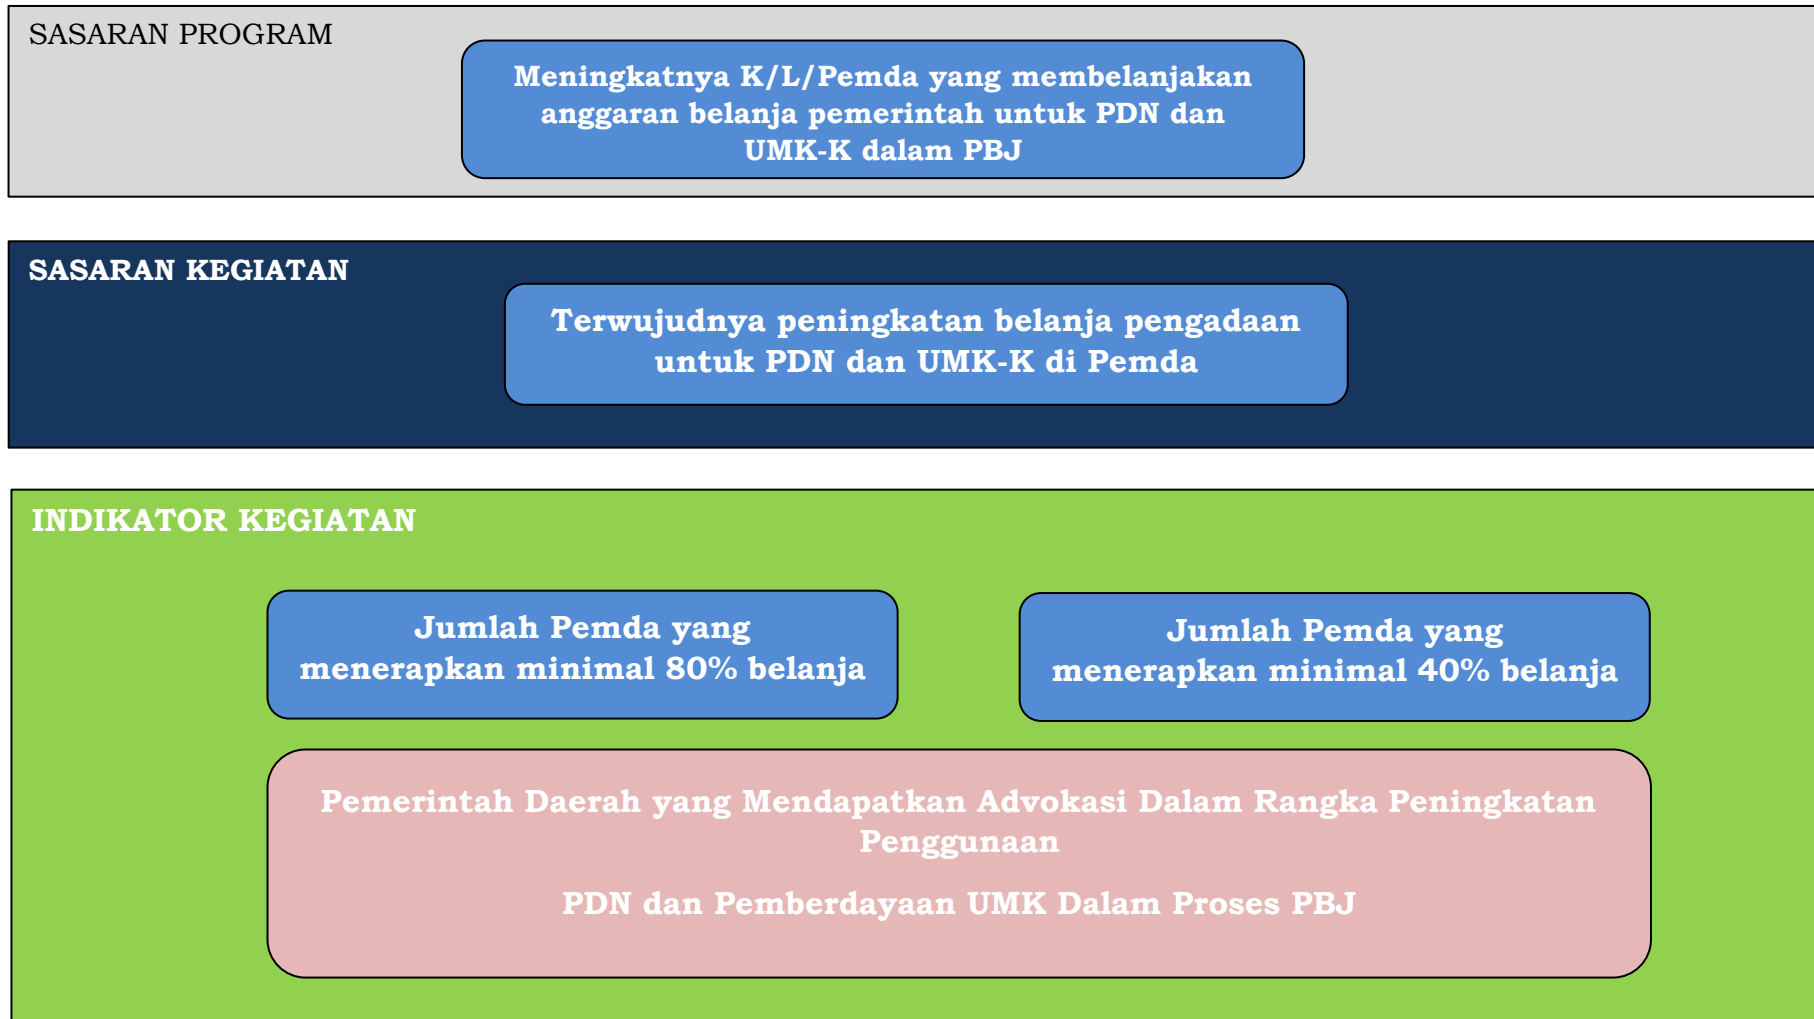 SASARAN PROGRAM
Meningkatnya K/L/Pemda yang membelanjakan
anggaran belanja pemerintah untuk PDN dan
UMK-K dalam PBJ
SASARAN KEGIATAN
Terwujudnya peningkatan belanja pengadaan
untuk PDN dan UMK-K di Pemda
INDIKATOR KEGIATAN
Jumlah Pemda yang
menerapkan minimal 80% belanja
Jumlah Pemda yang
menerapkan minimal 40% belanja
Pemerintah Daerah yang Mendapatkan Advokasi Dalam Rangka Peningkatan
Penggunaan
PDN dan Pemberdayaan UMK Dalam Proses PBJ